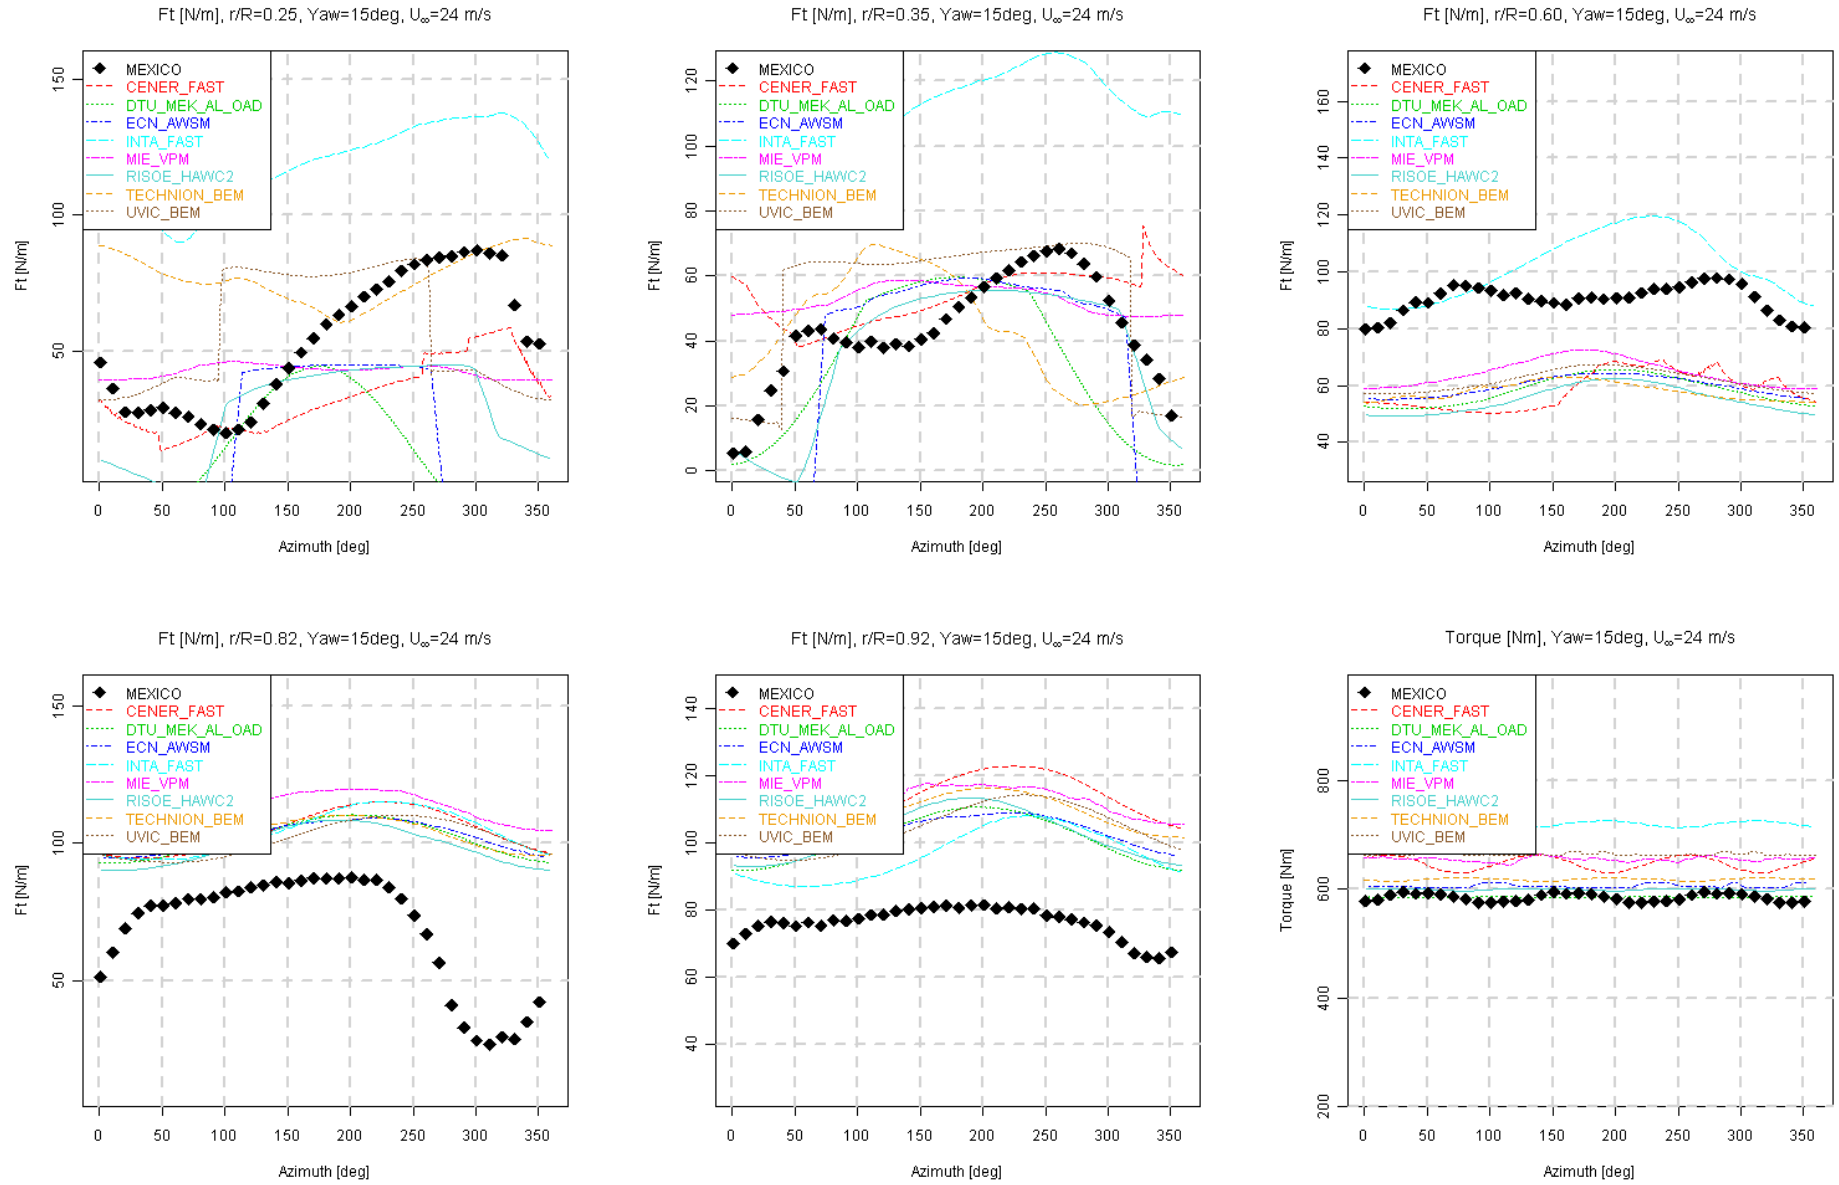 Ft [N/m], r/R=0.25, Yaw=15deg, U∞=24 m/s
Ft [N/m]
150
100
50
MEXICO
CENER_FAST
DTU_MEK_AL_OAD
ECN_AWSM
INTA_FAST
MIE_VPM
RISOE_HAWC2
TECHNION_BEM
UVIC_BEM
0 50 100 150 200 250 300 350
Azimuth [deg]
Ft [N/m], r/R=0.35, Yaw=15deg, U∞=24 m/s
Ft [N/m]
120
100
80
60
40
20
0
MEXICO
CENER_FAST
DTU_MEK_AL_OAD
ECN_AWSM
INTA_FAST
MIE_VPM
RISOE_HAWC2
TECHNION_BEM
UVIC_BEM
0 50 100 150 200 250 300 350
Azimuth [deg]
Ft [N/m], r/R=0.60, Yaw=15deg, U∞=24 m/s
Ft [N/m]
160
140
120
100
80
60
40
MEXICO
CENER_FAST
DTU_MEK_AL_OAD
ECN_AWSM
INTA_FAST
MIE_VPM
RISOE_HAWC2
TECHNION_BEM
UVIC_BEM
0 50 100 150 200 250 300 350
Azimuth [deg]
Ft [N/m], r/R=0.82, Yaw=15deg, U∞=24 m/s
Ft [N/m]
150
100
50
MEXICO
CENER_FAST
DTU_MEK_AL_OAD
ECN_AWSM
INTA_FAST
MIE_VPM
RISOE_HAWC2
TECHNION_BEM
UVIC_BEM
0 50 100 150 200 250 300 350
Azimuth [deg]
Ft [N/m], r/R=0.92, Yaw=15deg, U∞=24 m/s
Ft [N/m]
140
120
100
80
60
40
MEXICO
CENER_FAST
DTU_MEK_AL_OAD
ECN_AWSM
INTA_FAST
MIE_VPM
RISOE_HAWC2
TECHNION_BEM
UVIC_BEM
0 50 100 150 200 250 300 350
Azimuth [deg]
Torque [Nm], Yaw=15deg, U∞=24 m/s
Torque [Nm]
800
600
400
200
MEXICO
CENER_FAST
DTU_MEK_AL_OAD
ECN_AWSM
INTA_FAST
MIE_VPM
RISOE_HAWC2
TECHNION_BEM
UVIC_BEM
0 50 100 150 200 250 300 350
Azimuth [deg]